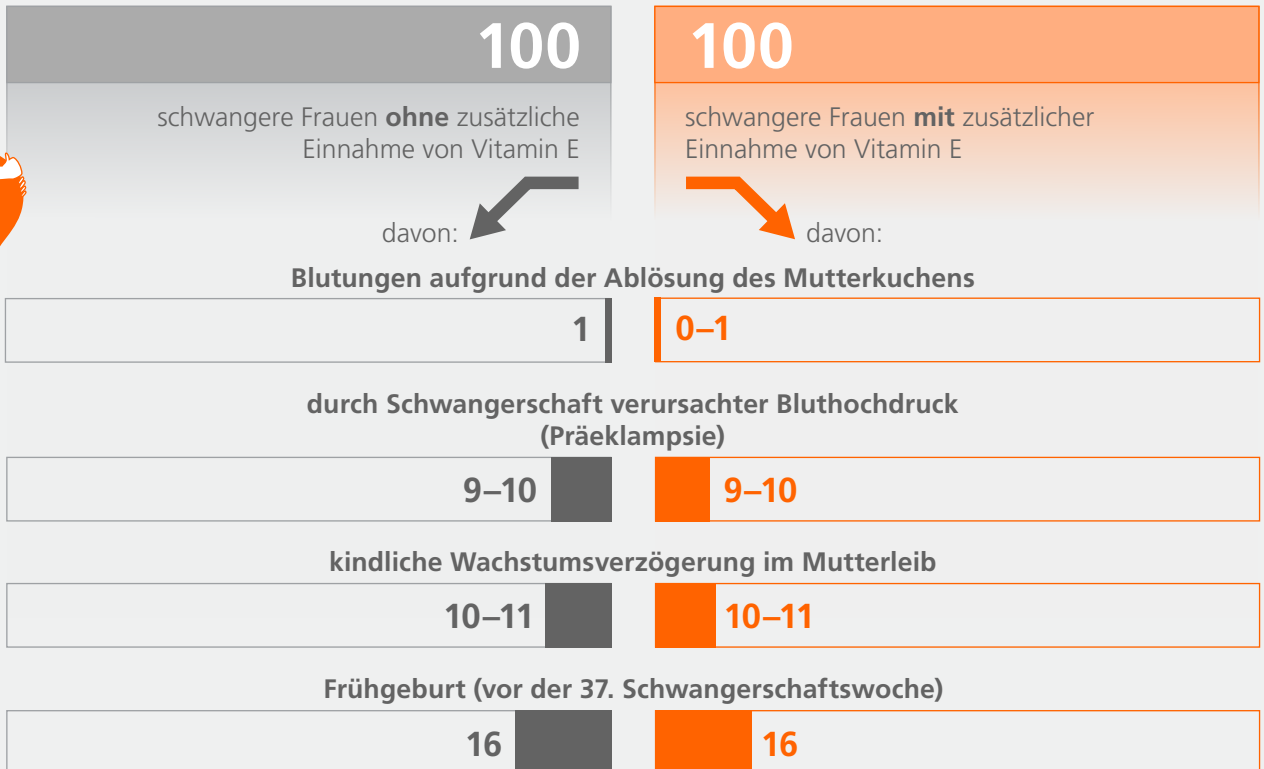 100
schwangere Frauen ohne zusätzliche
Einnahme von Vitamin E
davon:
100
schwangere Frauen mit zusätzlicher
Einnahme von Vitamin E
davon:
Blutungen aufgrund der Ablösung des Mutterkuchens
1
0–1
durch Schwangerschaft verursachter Bluthochdruck
(Präeklampsie)
9–10
9–10
kindliche Wachstumsverzögerung im Mutterleib
10–11
10–11
Frühgeburt (vor der 37. Schwangerschaftswoche)
16
16